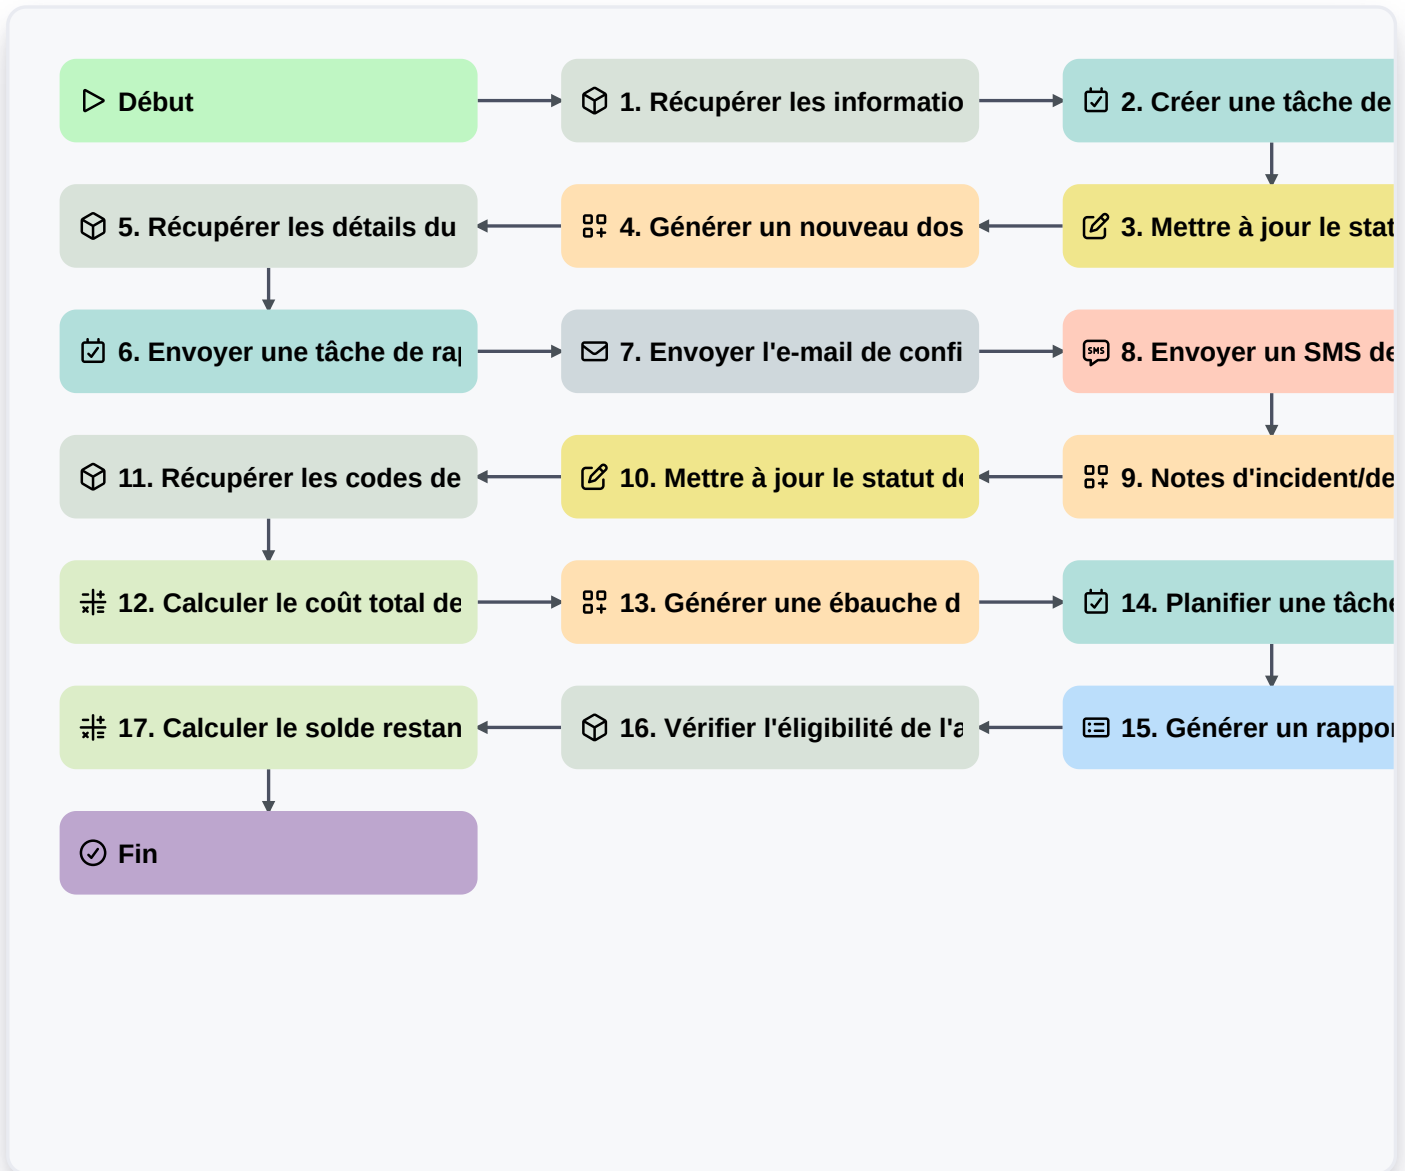 Début
1. Récupérer les informatio
2. Créer une tâche de
5. Récupérer les détails du
4. Générer un nouveau dos
3. Mettre à jour le stat
6. Envoyer une tâche de
7. Envoyer l'e-mail de confi
8. Envoyer un SMS de
11. Récupérer les codes de
10. Mettre à jour le statut de
9. Notes d'incident/de
12. Calculer le coût total de
13. Générer une ébauche d
14. Planifier une tâche
17. Calculer le solde restan
16. Vérifier l'éligibilité de l'a
15. Générer un rappor
Fin